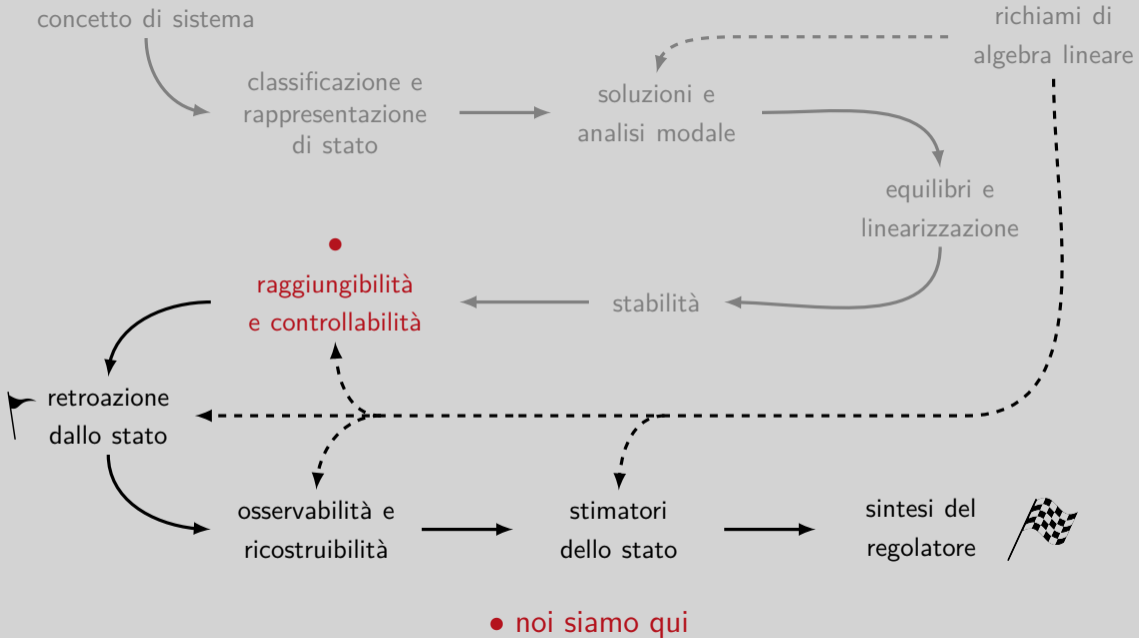 concetto di sistema
richiami di
algebra lineare
classificazione e
rappresentazione
di stato
soluzioni e
analisi modale
equilibri e
linearizzazione
raggiungibilità
e controllabilità
stabilità
retroazione
dallo stato
osservabilità e
ricostruibilità
stimatori
dello stato
sintesi del
regolatore
noi siamo qui